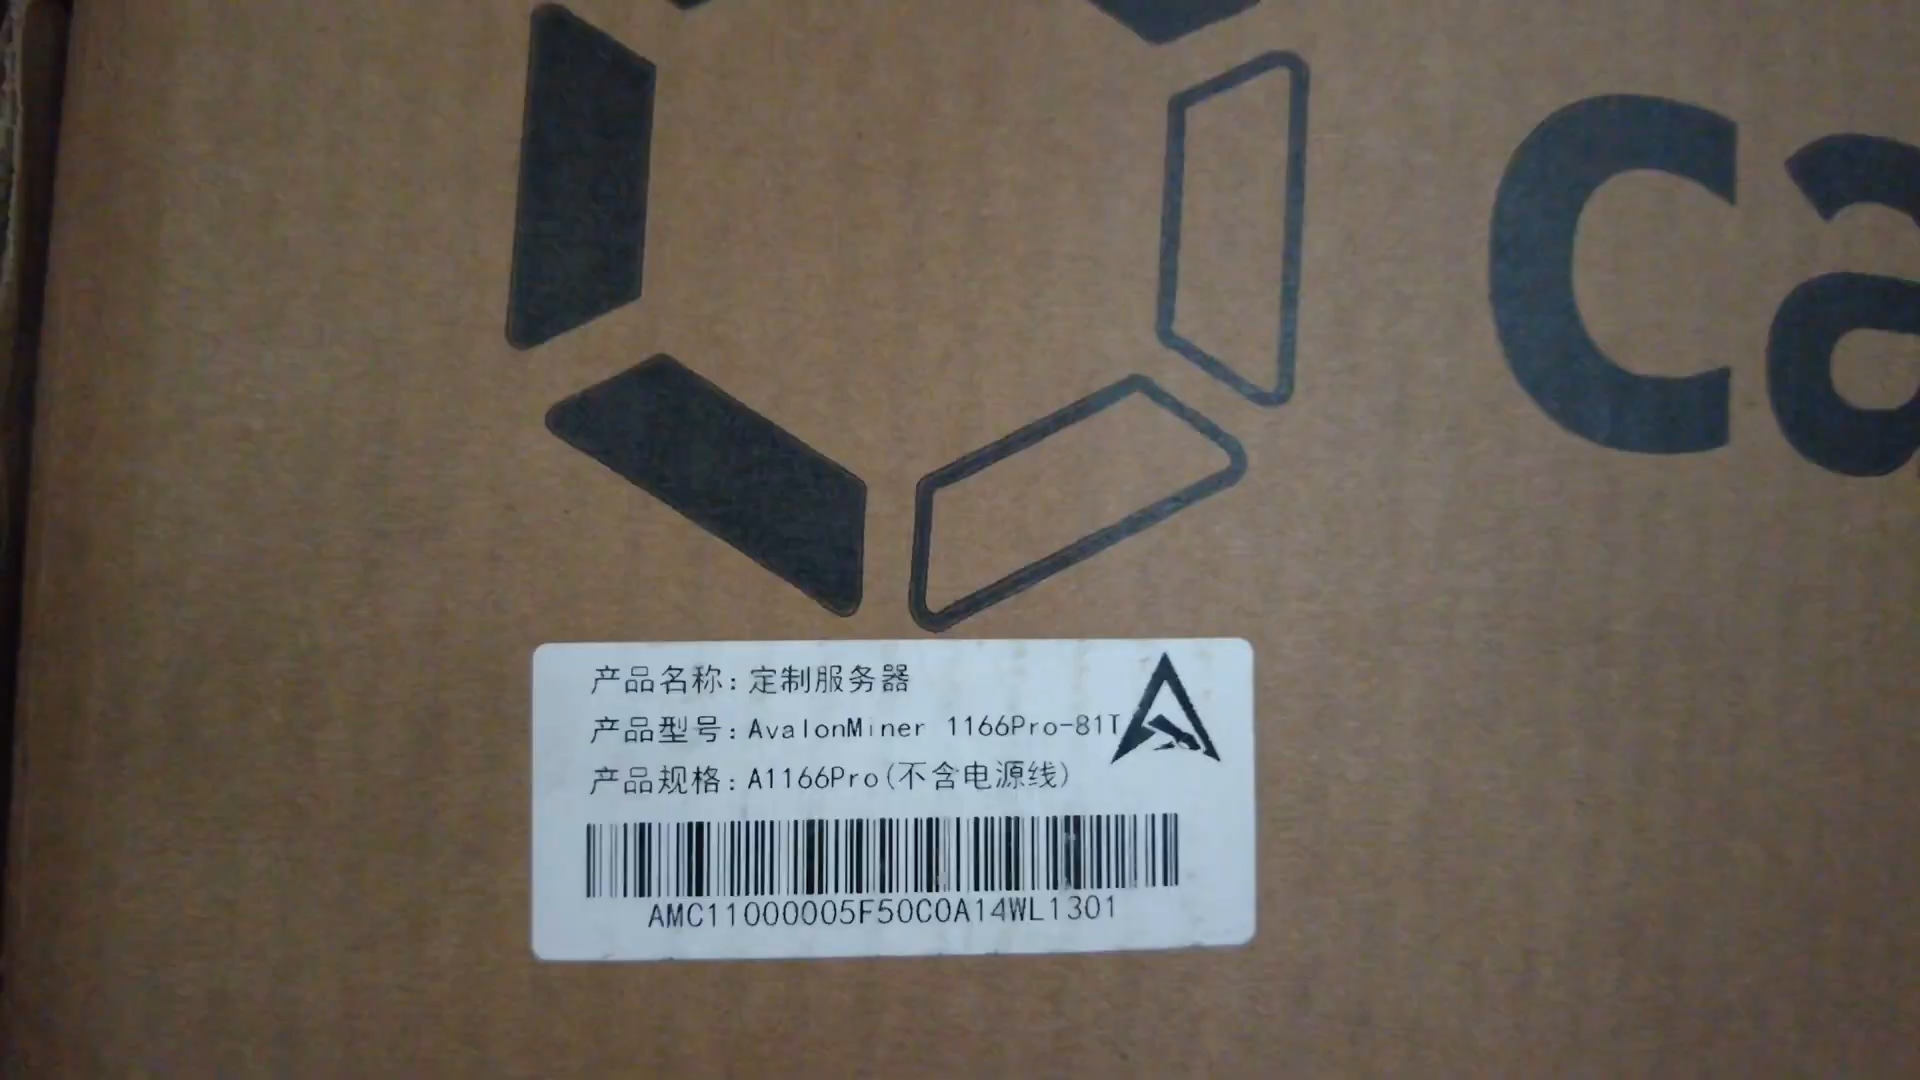 Ca
产品名称:定制服务器
产品型号:AvalonMiner 1166Pro-81T
产品规格:A1166Pro(不含电源线)
AMC11000005F50C0A14WL1301